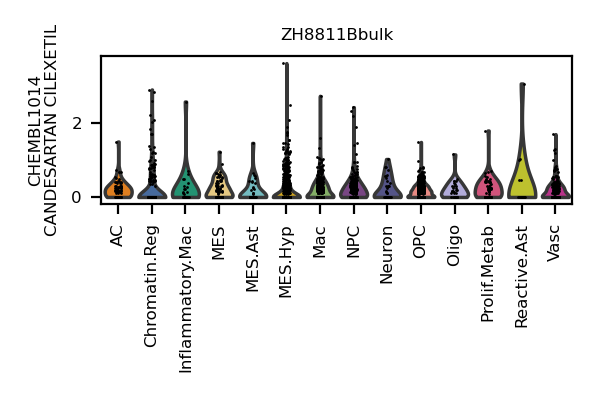 ZH8811Bbulk
CHEMBL1014
CANDESARTAN CILEXETIL
2
0
AC
Chromatin.Reg
Inflammatory.Mac
MES
MES.Ast
MES.Hyp
Mac
NPC
Neuron
OPC
Oligo
Prolif.Metab
Reactive.Ast
Vasc